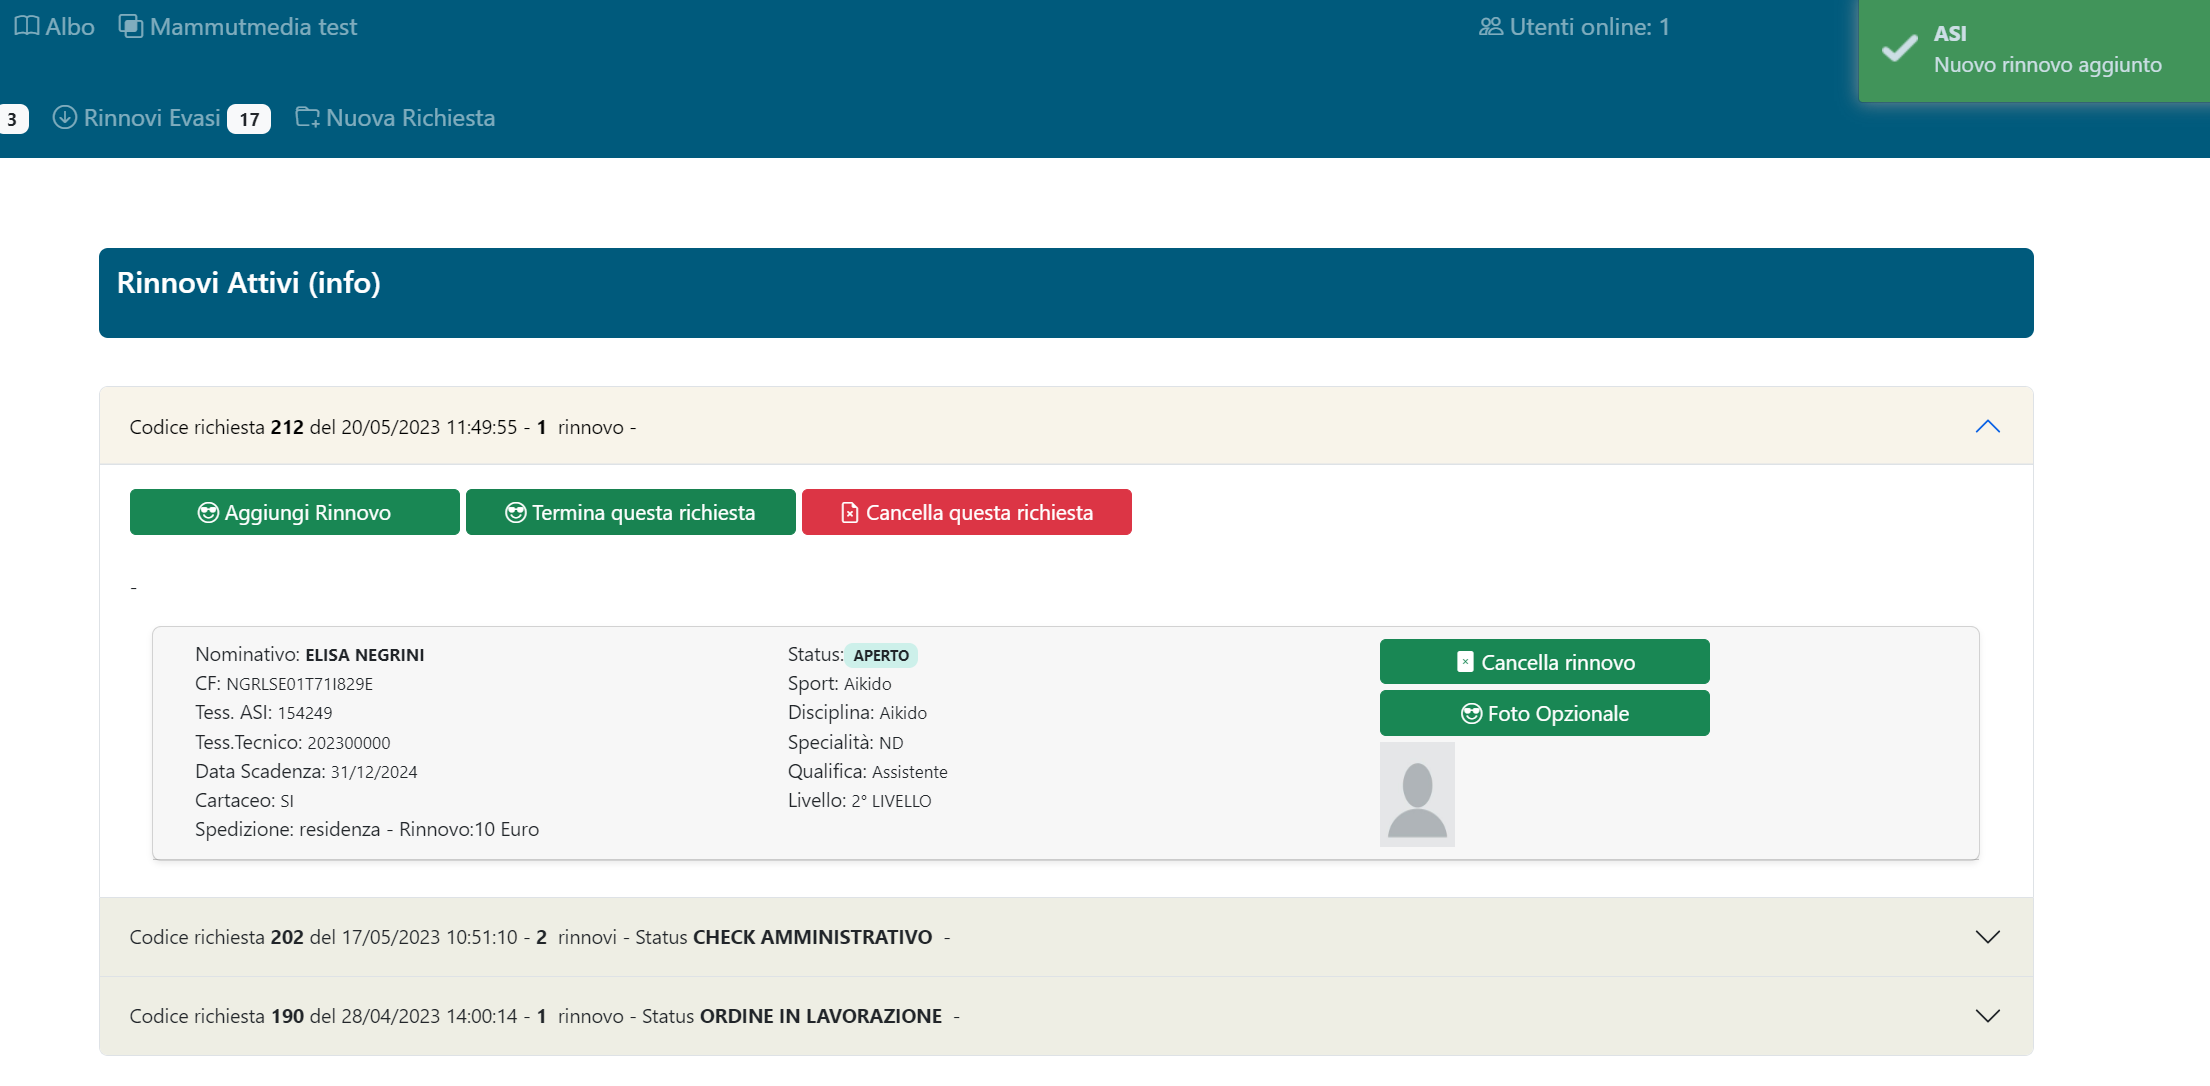 Albo Mammutmedia test Utenti online: 1
ASI
Nuovo rinnovo aggiunto
3 Rinnovi Evasi 17 Nuova Richiesta
Rinnovi Attivi (info)
Codice richiesta 212 del 20/05/2023 11:49:55 - 1 rinnovo -
Aggiungi Rinnovo Termina questa richiesta Cancella questa richiesta
-
Nominativo: ELISA NEGRINI
CF: NGRLSE01T71I829E
Tess. ASI: 154249
Tess.Tecnico: 202300000
Data Scadenza: 31/12/2024
Cartaceo: SI
Spedizione: residenza - Rinnovo:10 Euro
Status: APERTO
Sport: Aikido
Disciplina: Aikido
Specialità: ND
Qualifica: Assistente
Livello: 2° LIVELLO
Cancella rinnovo
Foto Opzionale
Codice richiesta 202 del 17/05/2023 10:51:10 - 2 rinnovi - Status CHECK AMMINISTRATIVO -
Codice richiesta 190 del 28/04/2023 14:00:14 - 1 rinnovo - Status ORDINE IN LAVORAZIONE -